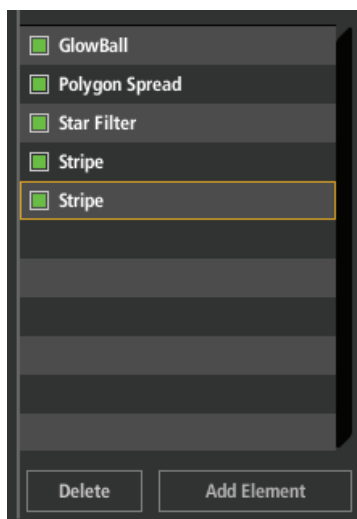 GlowBall
Polygon Spread
Star Filter
Stripe
Stripe
Delete Add Element